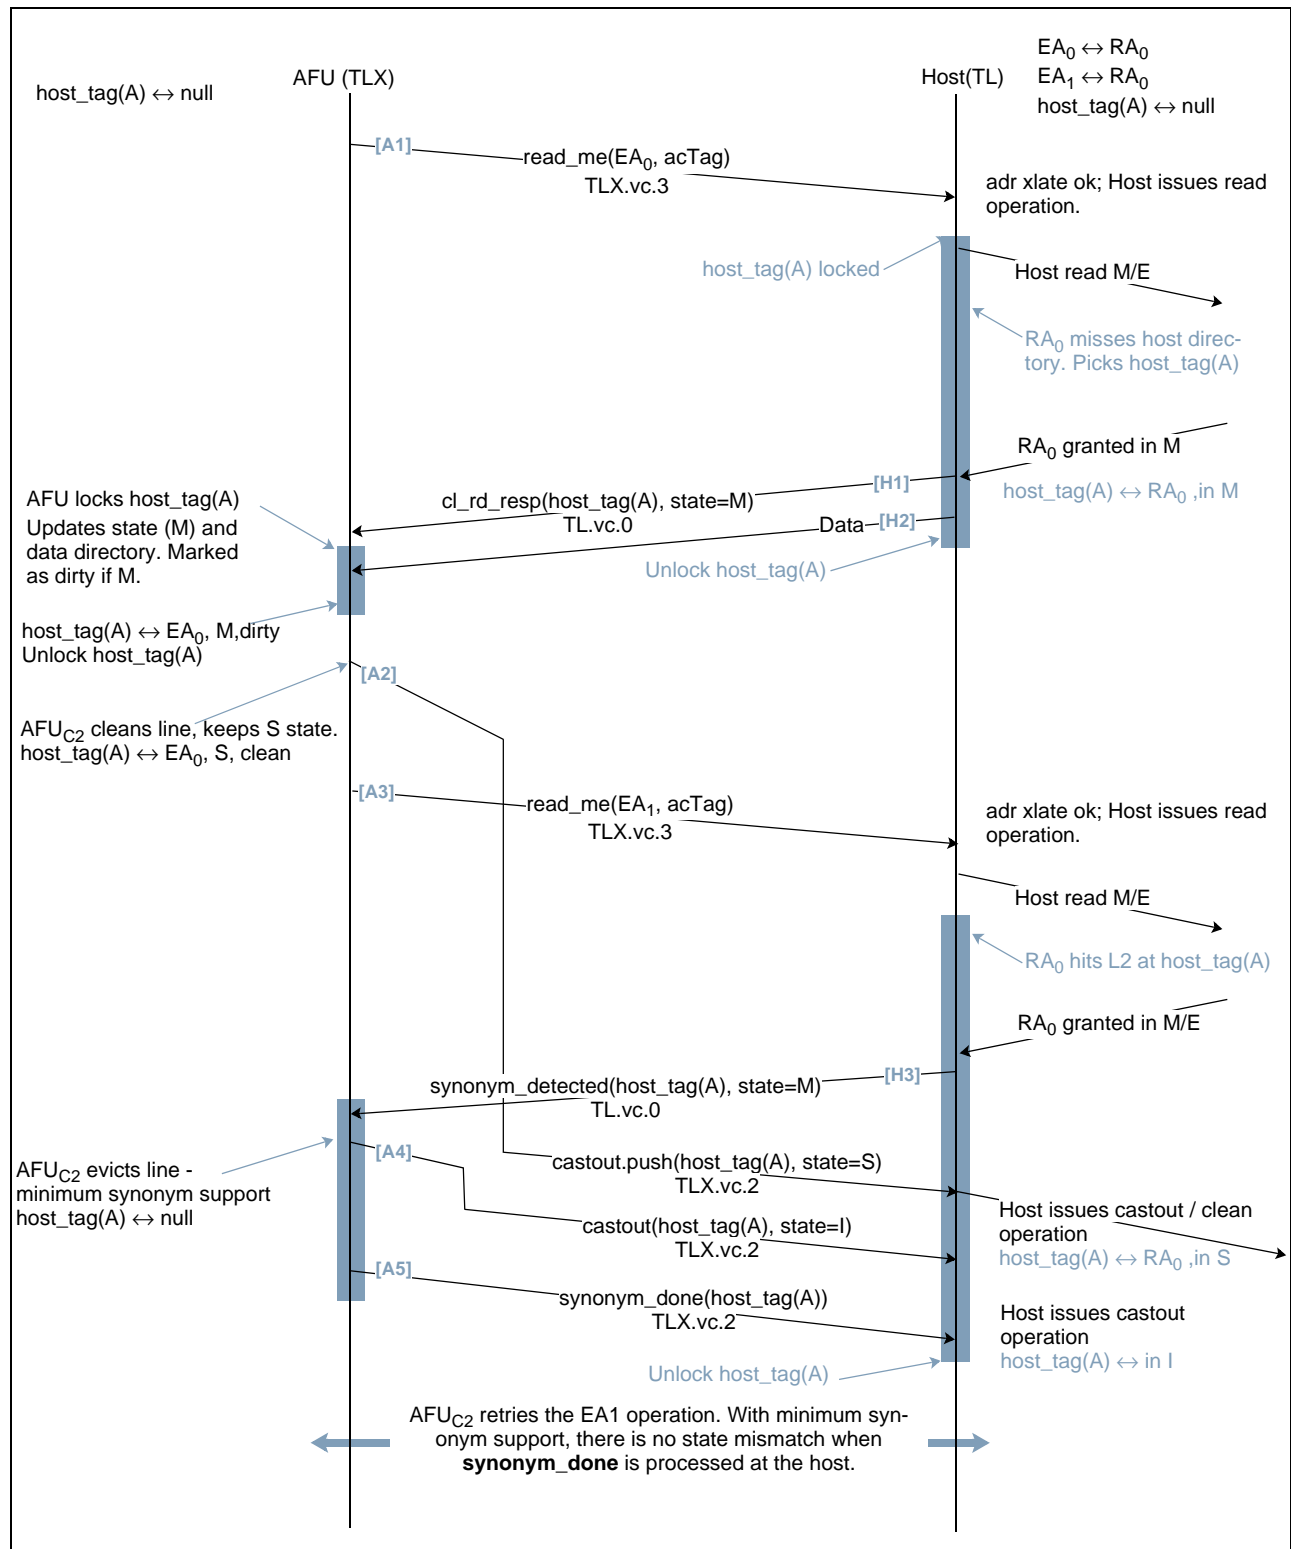 EA0 ↔ RA0
AFU (TLX)
Host(TL)
EA1 ↔ RA0
host_tag(A) ↔ null
host_tag(A) ↔ null
[A1]
read_me(EA0, acTag)
TLX.vc.3
adr xlate ok; Host issues read
operation.
host_tag(A) locked
Host read M/E
RA0 misses host direc-
tory. Picks host_tag(A)
RA0 granted in M
[H1]
host_tag(A) ↔ RA0 ,in M
cl_rd_resp(host_tag(A), state=M)
TL.vc.0
AFU locks host_tag(A)
Updates state (M) and
data directory. Marked
as dirty if M.
Data
[H2]
Unlock host_tag(A)
host_tag(A) ↔ EA0, M,dirty
Unlock host_tag(A)
[A2]
AFUC2 cleans line, keeps S state.
host_tag(A) ↔ EA0, S, clean
[A3]
read_me(EA1, acTag)
TLX.vc.3
adr xlate ok; Host issues read
operation.
Host read M/E
RA0 hits L2 at host_tag(A)
RA0 granted in M/E
[H3]
synonym_detected(host_tag(A), state=M)
TL.vc.0
[A4]
AFUC2 evicts line -
minimum synonym support
host_tag(A) ↔ null
castout.push(host_tag(A), state=S)
TLX.vc.2
Host issues castout / clean
operation
host_tag(A) ↔ RA0 ,in S
castout(host_tag(A), state=I)
TLX.vc.2
[A5]
synonym_done(host_tag(A))
TLX.vc.2
Host issues castout
operation
host_tag(A) ↔ in I
Unlock host_tag(A)
AFUC2 retries the EA1 operation. With minimum syn-
onym support, there is no state mismatch when
synonym_done is processed at the host.